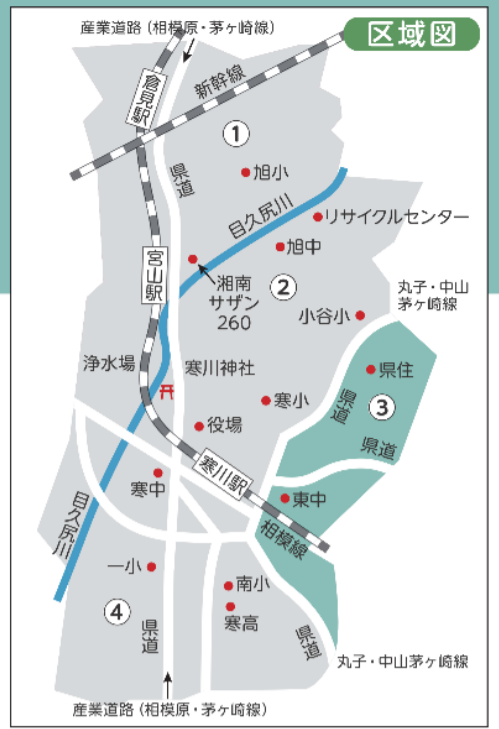 産業道路（相模原・茅ヶ崎線）
区域図
倉見駅
新幹線
①
県道
旭小
目久尻川
リサイクルセンター
旭中
宮山駅
湘南
サザン
260
②
丸子・中山
茅ヶ崎線
小谷小
浄水場
寒川神社
県住
県道
③
寒小
役場
県道
寒川駅
寒中
東中
目久尻川
相模線
一小
南小
④
寒高
県道
県道
丸子・中山茅ヶ崎線
産業道路（相模原・茅ヶ崎線）